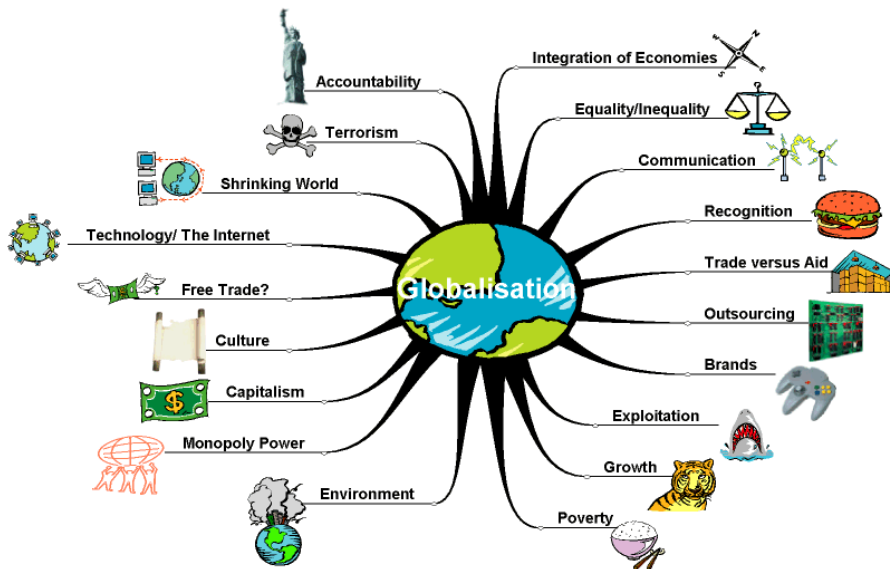 Globalisation
Integration of Economies
Equality/Inequality
Communication
Recognition
Trade versus Aid
Outsourcing
Brands
Exploitation
Growth
Poverty
Environment
Monopoly Power
Capitalism
Culture
Free Trade?
Technology/ The Internet
Shrinking World
Terrorism
Accountability
N
W
E
S
$